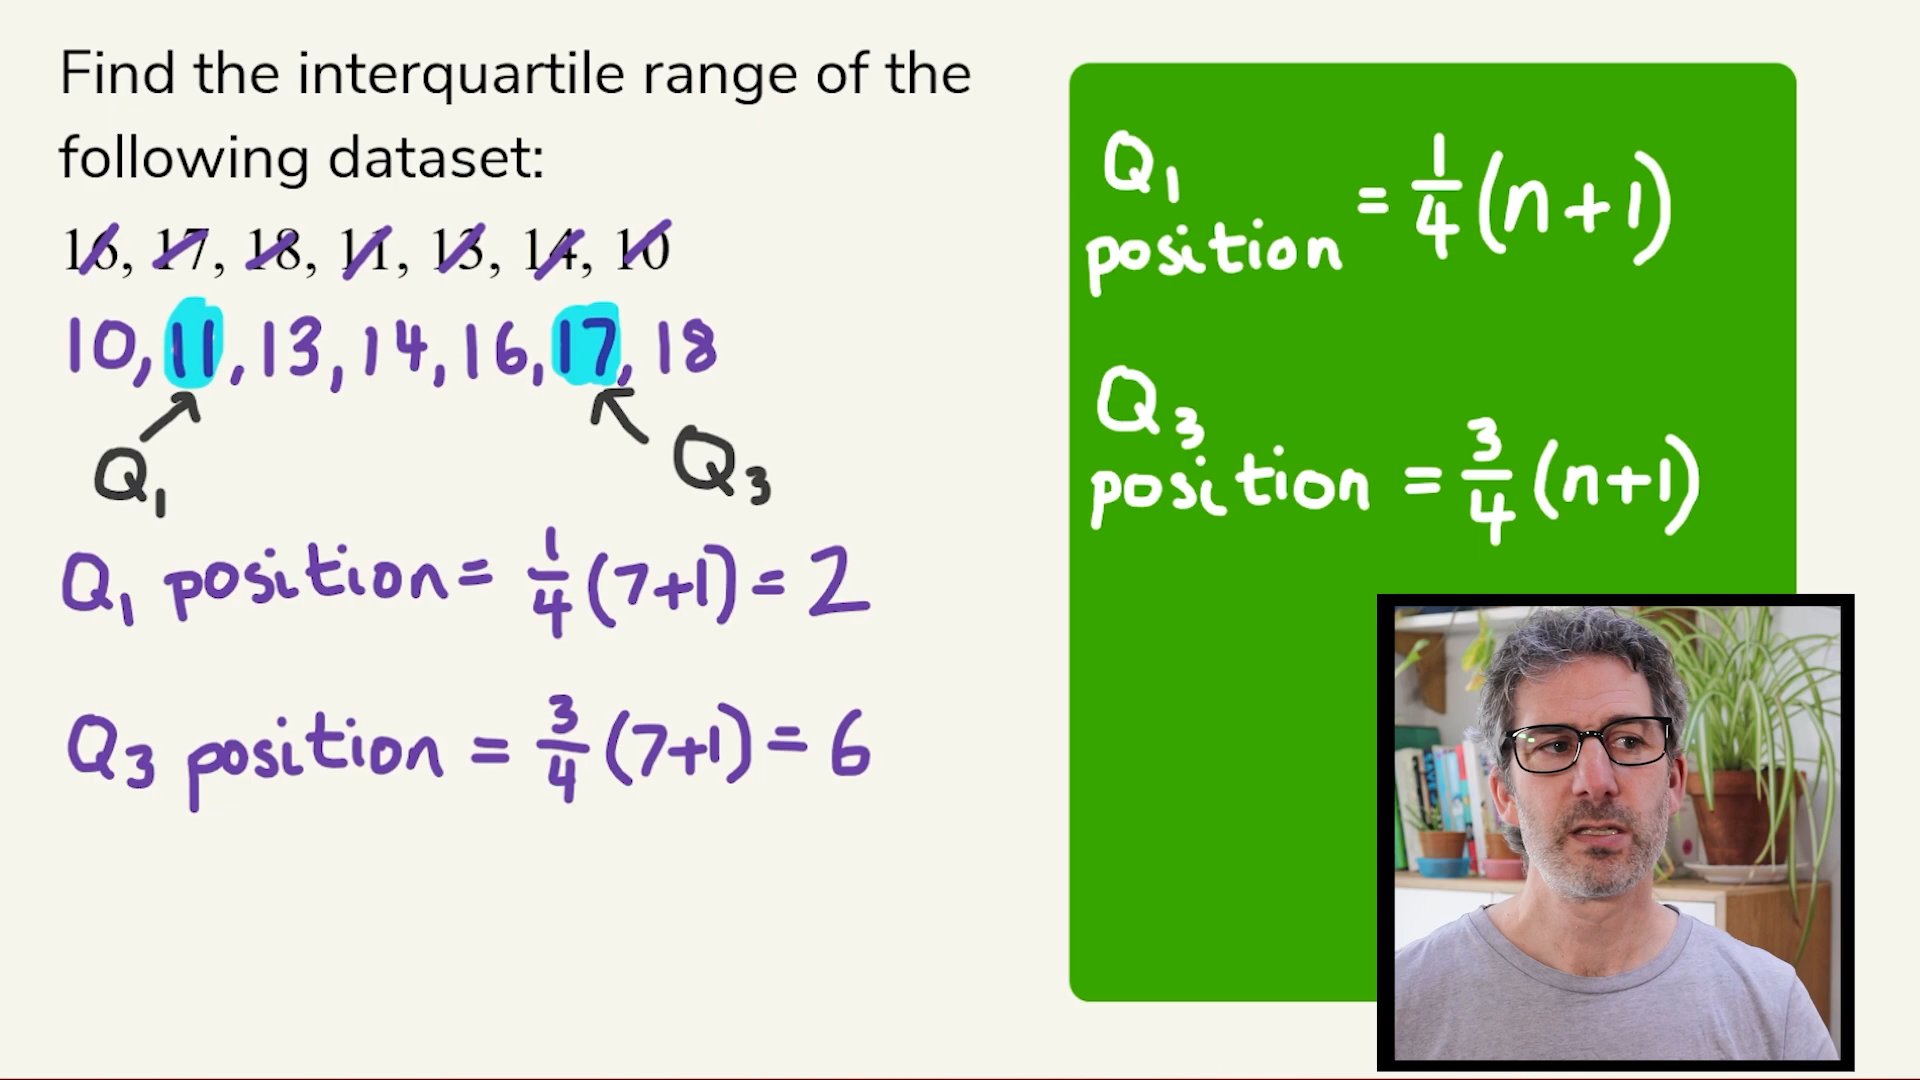 Find the interquartile range of the
following dataset:
16, 17, 18, 11, 13, 14, 10
10, 11, 13, 14, 16, 17, 18
Q₁ Q₃
Q₁ position = 1/4 (7+1) = 2
Q₃ position = 3/4 (7+1) = 6
Q₁ position = 1/4 (n+1)
Q₃ position = 3/4 (n+1)